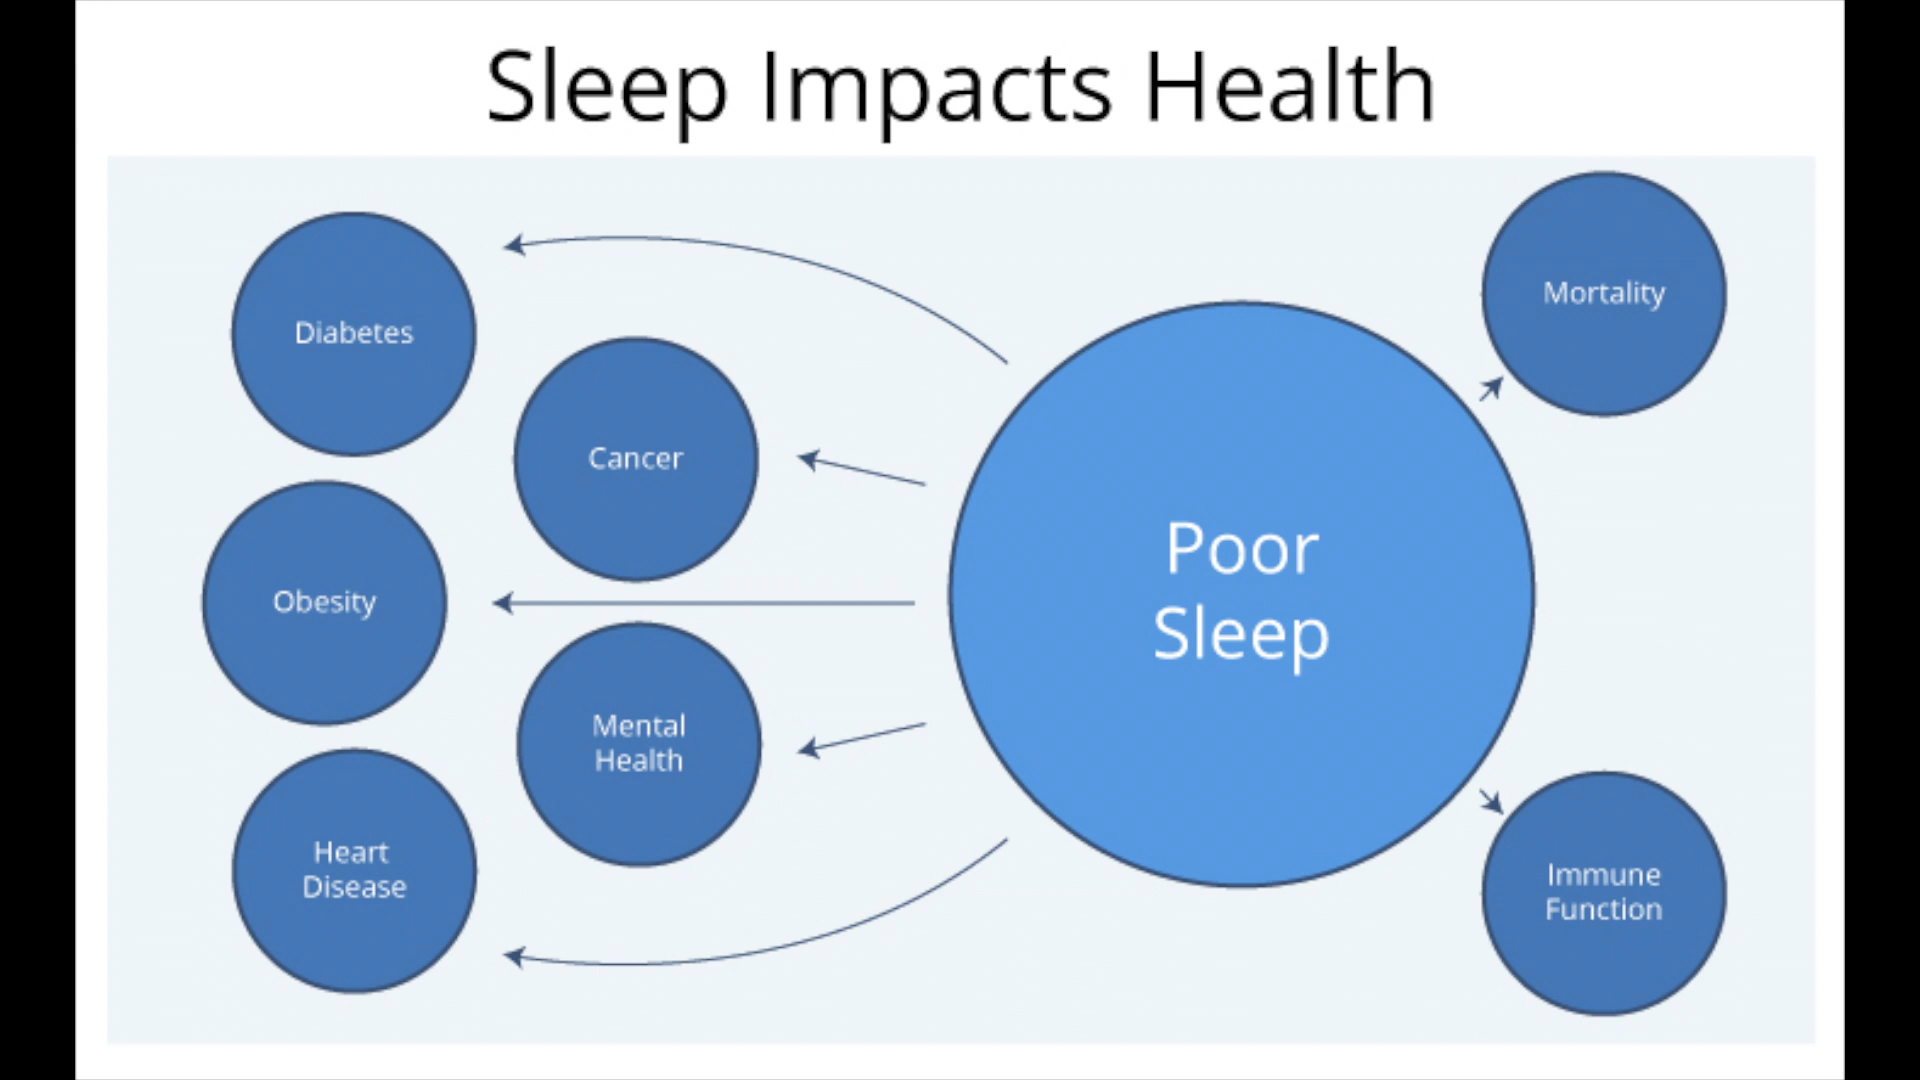 Sleep Impacts Health
Diabetes
Cancer
Obesity
Mental
Health
Heart
Disease
Poor
Sleep
Mortality
Immune
Function